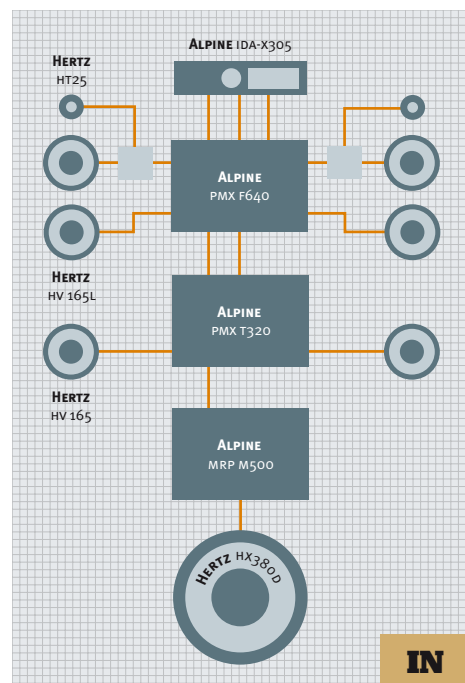 Alpine IDA-X305
Hertz
HT25
Alpine
PMX F640
Hertz
HV 165L
Alpine
PMX T320
Hertz
HV 165
Alpine
MRP M500
Hertz HX380D
IN